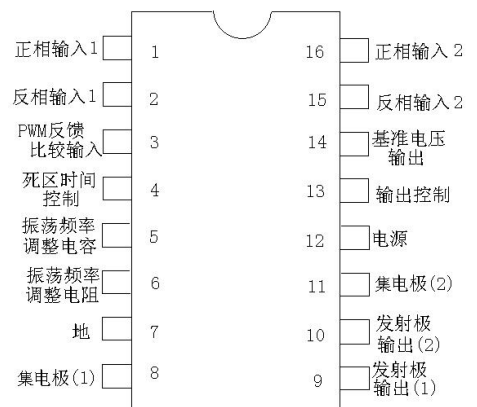 正相输入1
1
16
正相输入2
反相输入1
2
15
反相输入2
PWM反馈
比较输入
3
14
基准电压
输出
死区时间
控制
4
13
输出控制
振荡频率
调整电容
5
12
电源
振荡频率
调整电阻
6
11
集电极(2)
地
7
10
发射极
输出(2)
集电极(1)
8
9
发射极
输出(1)